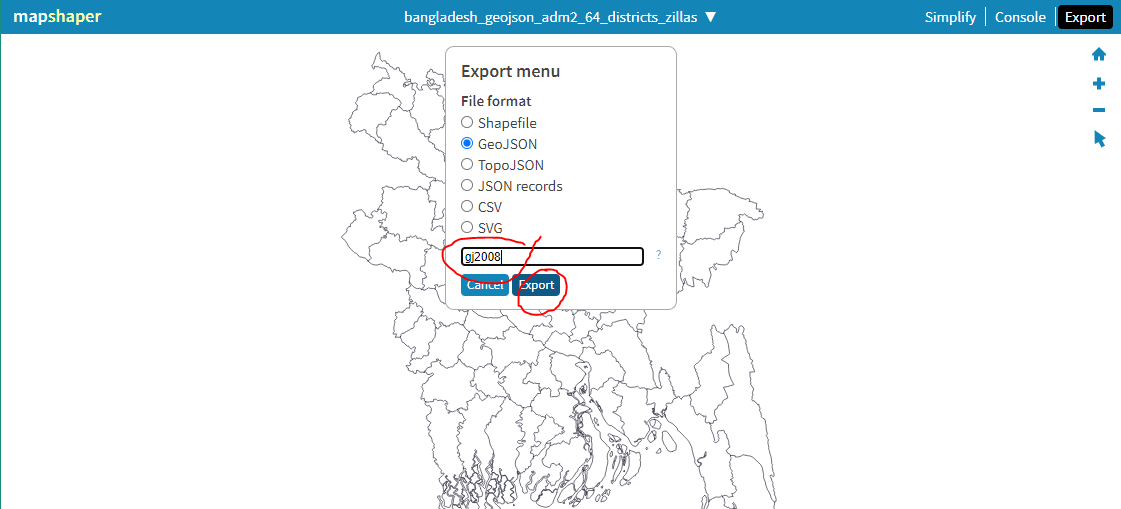 mapshaper
bangladesh_geojson_adm2_64_districts_zillas ▼
Simplify
Console
Export
Export menu
File format
Shapefile
GeoJSON
TopoJSON
JSON records
CSV
SVG
gj2008
?
Cancel
Export